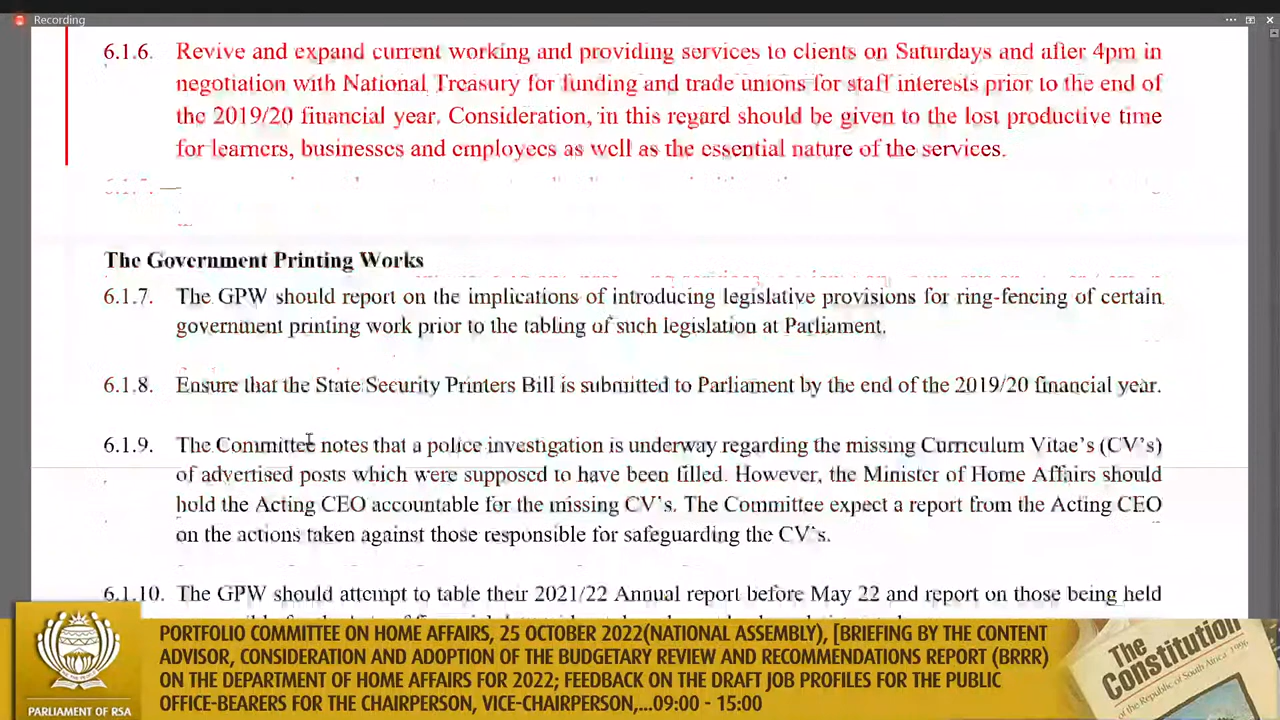 Recording
6.1.6. Revive and expand current working and providing services to clients on Saturdays and after 4pm in
negotiation with National Treasury for funding and trade unions for staff interests prior to the end of
the 2019/20 financial year. Consideration, in this regard should be given to the lost productive time
for learners, businesses and employees as well as the essential nature of the services.
The Government Printing Works
6.1.7. The GPW should report on the implications of introducing legislative provisions for ring-fencing of certain
government printing work prior to the tabling of such legislation at Parliament.
6.1.8. Ensure that the State Security Printers Bill is submitted to Parliament by the end of the 2019/20 financial year.
6.1.9. The Committee notes that a police investigation is underway regarding the missing Curriculum Vitae's (CV's)
of advertised posts which were supposed to have been filled. However, the Minister of Home Affairs should
hold the Acting CEO accountable for the missing CV's. The Committee expect a report from the Acting CEO
on the actions taken against those responsible for safeguarding the CV's.
6.1.10. The GPW should attempt to table their 2021/22 Annual report before May 22 and report on those being held
PORTFOLIO COMMITTEE ON HOME AFFAIRS, 25 OCTOBER 2022(NATIONAL ASSEMBLY), [BRIEFING BY THE CONTENT
ADVISOR, CONSIDERATION AND ADOPTION OF THE BUDGETARY REVIEW AND RECOMMENDATIONS REPORT (BRRR)
ON THE DEPARTMENT OF HOME AFFAIRS FOR 2022; FEEDBACK ON THE DRAFT JOB PROFILES FOR THE PUBLIC
OFFICE-BEARERS FOR THE CHAIRPERSON, VICE-CHAIRPERSON,...09:00 - 15:00
PARLIAMENT OF RSA
The
Constitution
of the Republic of South Africa, 1996